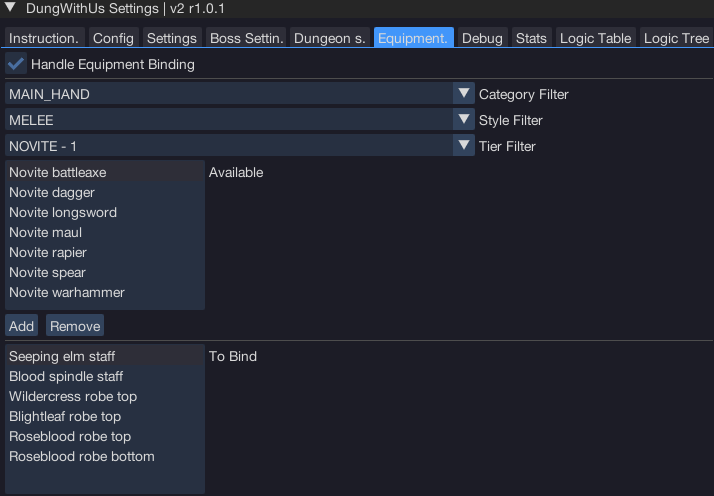 DungWithUs Settings | v2 r1.0.1
Instruction. Config Settings Boss Settin. Dungeon s. Equipment. Debug Stats Logic Table Logic Tree
Handle Equipment Binding
MAIN_HAND Category Filter
MELEE Style Filter
NOVITE - 1 Tier Filter
Novite battleaxe Available
Novite dagger
Novite longsword
Novite maul
Novite rapier
Novite spear
Novite warhammer
Add Remove
Seeping elm staff To Bind
Blood spindle staff
Wildercress robe top
Blightleaf robe top
Roseblood robe top
Roseblood robe bottom